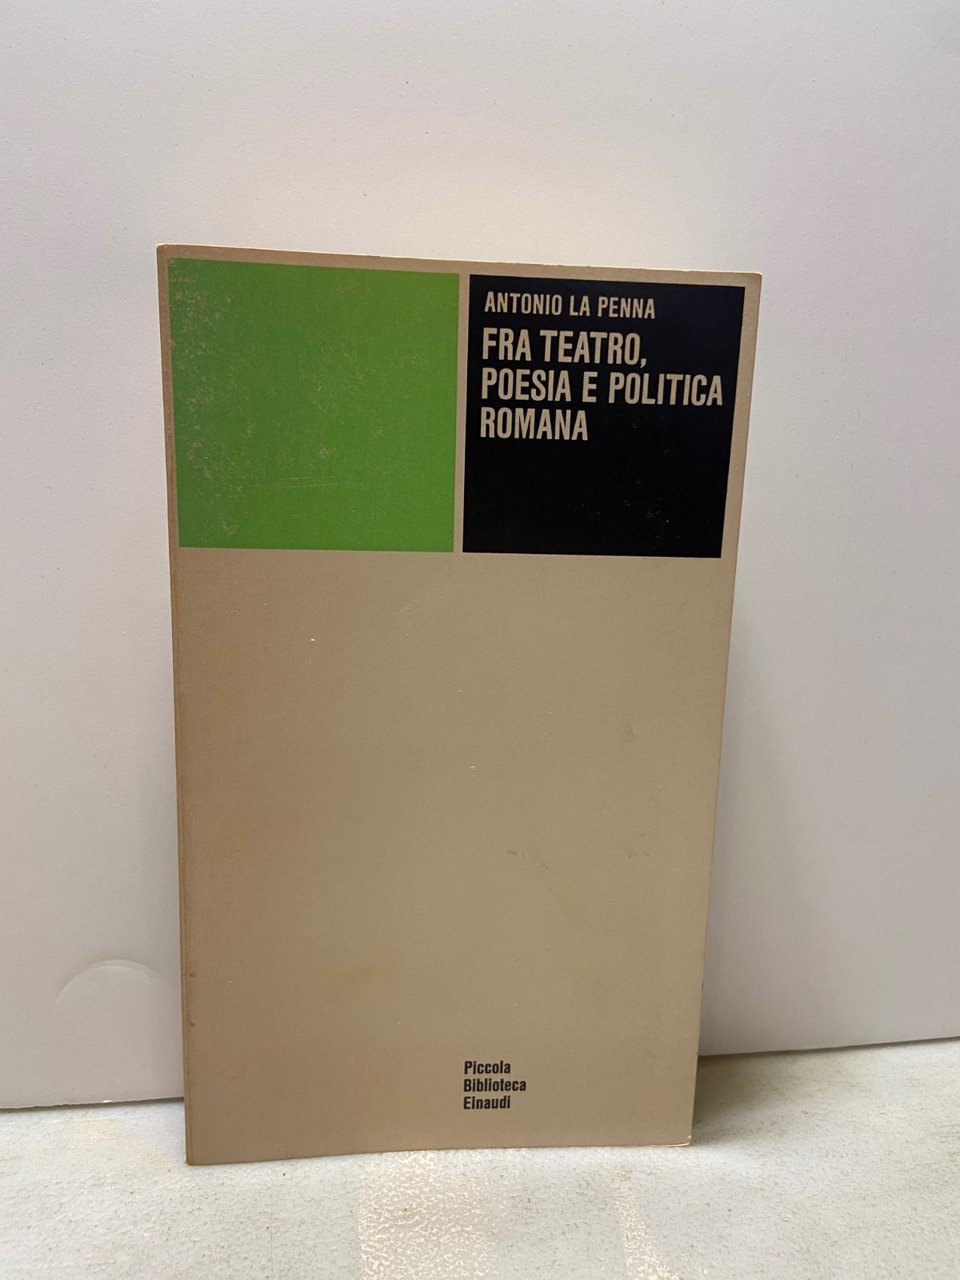 ANTONIO LA PENNA
FRA TEATRO,
POESIA E POLITICA
ROMANA
Piccola
Biblioteca
Einaudi